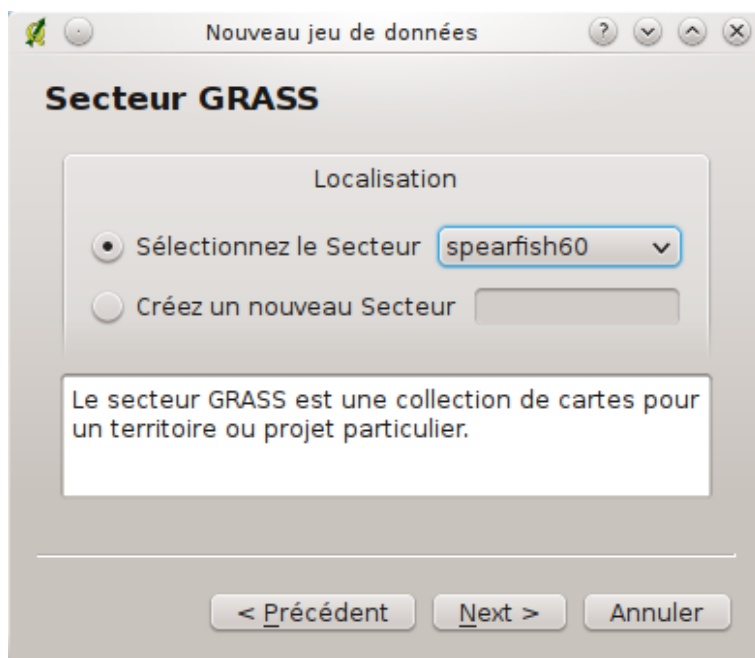 Nouveau jeu de données
Secteur GRASS
Localisation
Sélectionnez le Secteur spearfish60
Créez un nouveau Secteur
Le secteur GRASS est une collection de cartes pour
un territoire ou projet particulier.
< Précédent Next > Annuler